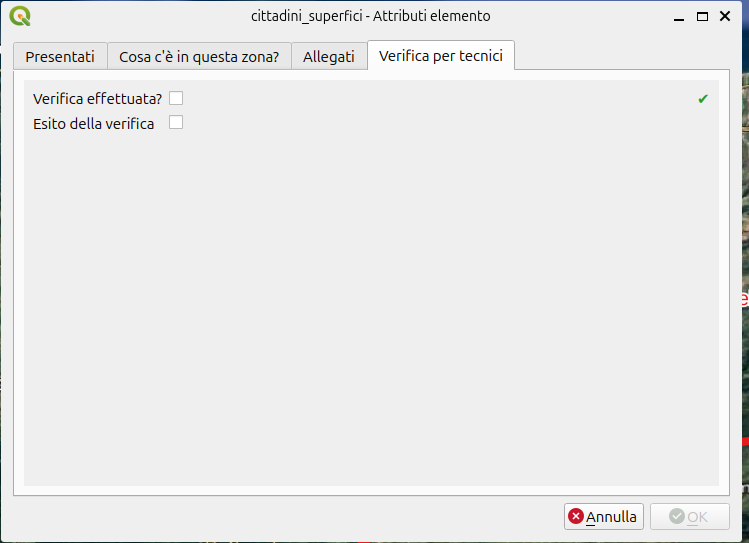 cittadini_superfici - Attributi elemento
Presentati Cosa c'è in questa zona? Allegati Verifica per tecnici
Verifica effettuata?
Esito della verifica
Annulla OK